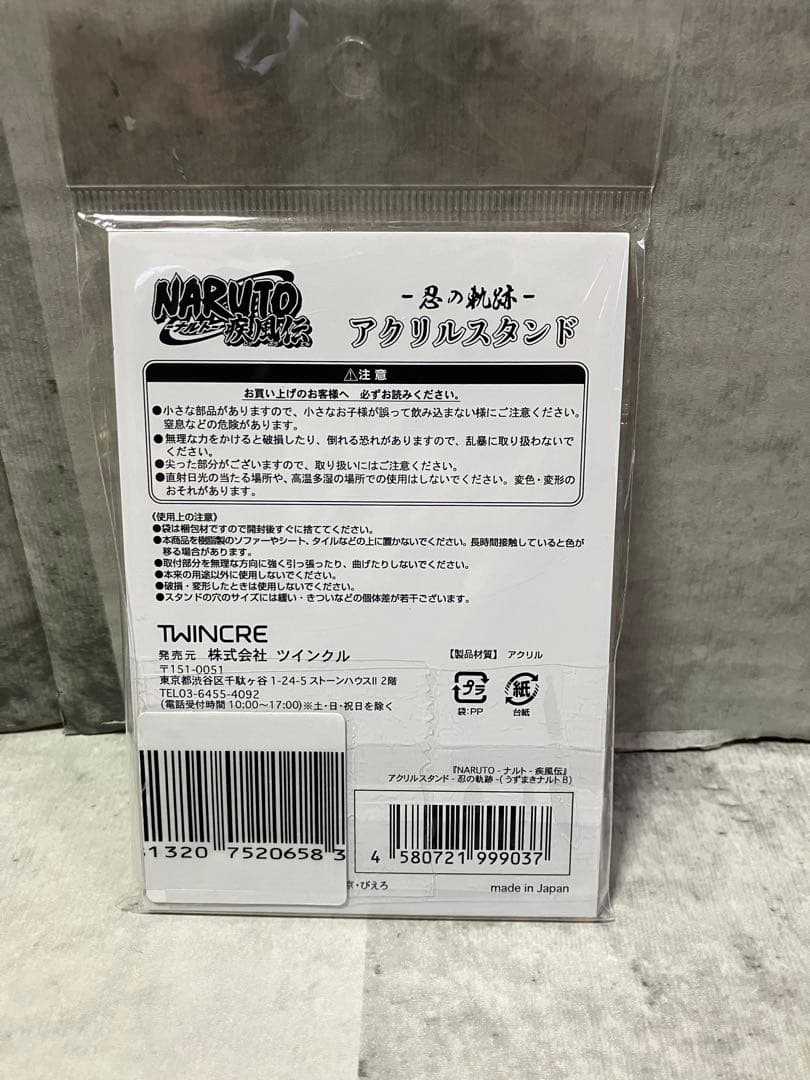 NARUTO
-ナルト-
疾風伝
- 忍の軌跡 -
アクリルスタンド
⚠注 意
お買い上げのお客様へ 必ずお読みください。
●小さな部品がありますので、小さなお子様が誤って飲み込まない様にご注意ください。
窒息などの危険があります。
●無理な力をかけると破損したり、倒れる恐れがありますので、乱暴に取り扱わないで
ください。
●尖った部分がございますので、取り扱いにはご注意ください。
●直射日光の当たる場所や、高温多湿の場所での使用はしないでください。変色・変形の
おそれがあります。
《使用上の注意》
●袋は梱包材ですので開封後すぐに捨ててください。
●本商品を樹脂製のソファーやシート、タイルなどの上に置かないでください。長時間接触していると色が
移る場合があります。
●取付部分を無理な方向に強く引っ張ったり、曲げたりしないでください。
●本来の用途以外に使用しないでください。
●破損・変形したときは使用しないでください。
●スタンドの穴のサイズには緩い・きついなどの個体差が若干ございます。
TWINCRE
発売元 株式会社 ツインクル
〒151-0051
東京都渋谷区千駄ヶ谷 1-24-5 ストーンハウスII 2階
TEL03-6455-4092
(電話受付時間 10:00～17:00)※土・日・祝日を除く
【製品材質】 アクリル
プラ
袋:PP
紙
台紙
『NARUTO - ナルト - 疾風伝』
アクリルスタンド - 忍の軌跡 -(うずまきナルト B)
1320 7520658 3
4 580721 999037
・ぴえろ
made in Japan